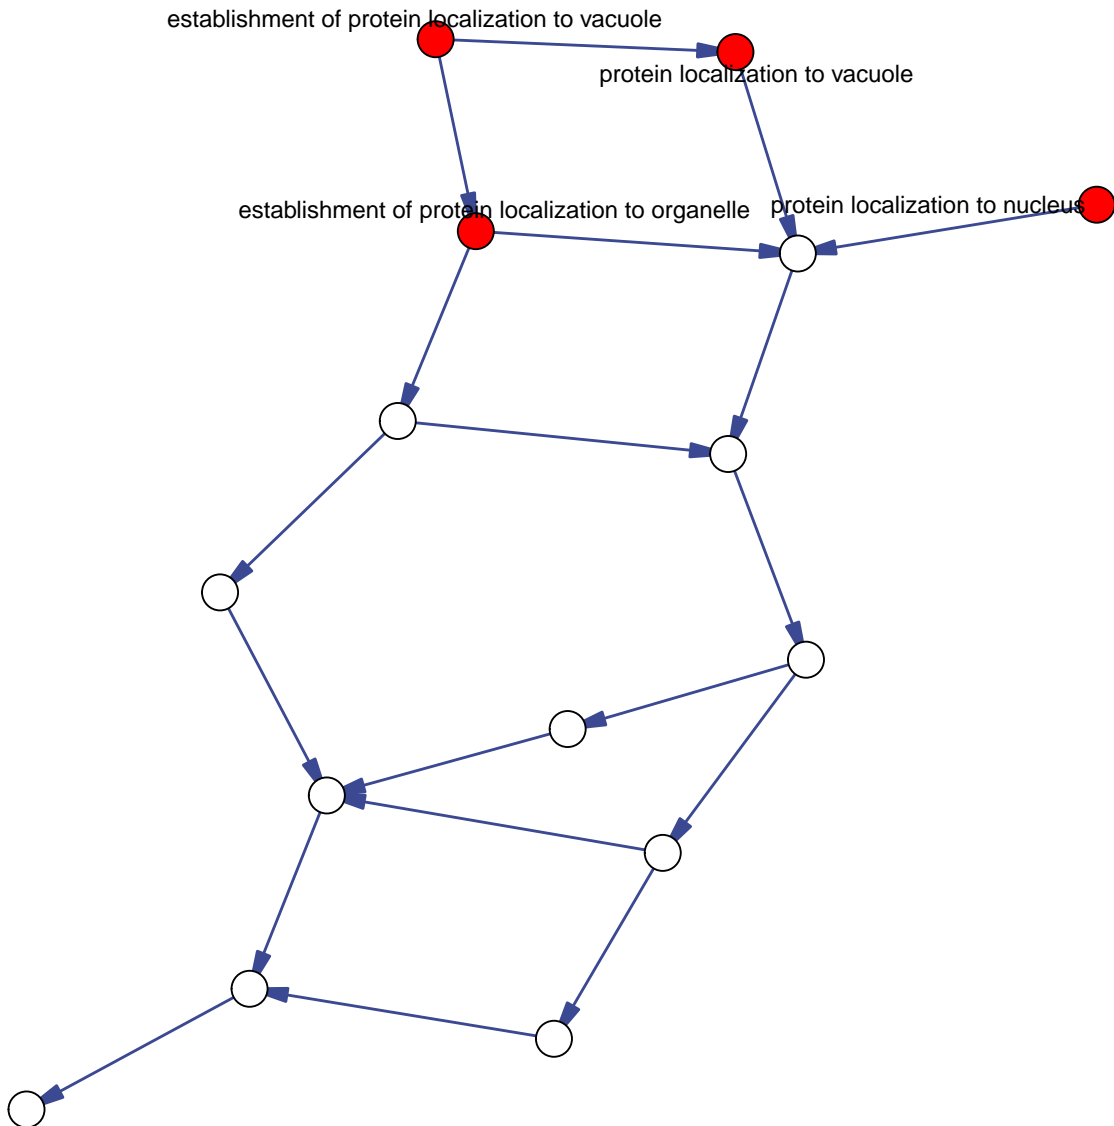 establishment of protein localization to vacuole
protein localization to vacuole
establishment of protein localization to organelle
protein localization to nucleus